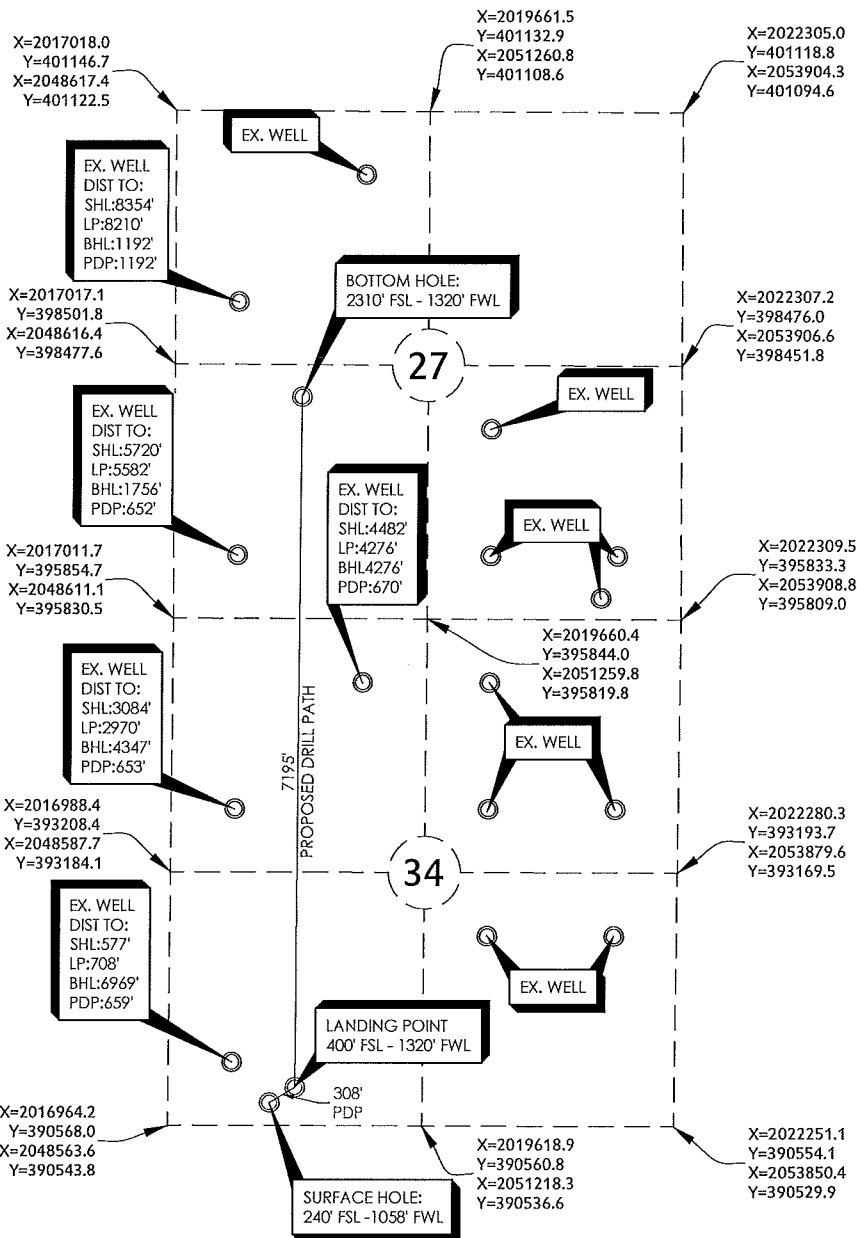 X=2017018.0
Y=401146.7
X=2048617.4
Y=401122.5
X=2019661.5
Y=401132.9
X=2051260.8
Y=401108.6
X=2022305.0
Y=401118.8
X=2053904.3
Y=401094.6
EX. WELL
EX. WELL
DIST TO:
SHL:8354'
LP:8210'
BHL:1192'
PDP:1192'
BOTTOM HOLE:
2310' FSL - 1320' FWL
X=2017017.1
Y=398501.8
X=2048616.4
Y=398477.6
X=2022307.2
Y=398476.0
X=2053906.6
Y=398451.8
27
EX. WELL
EX. WELL
DIST TO:
SHL:5720'
LP:5582'
BHL:1756'
PDP:652'
EX. WELL
DIST TO:
SHL:4482'
LP:4276'
BHL4276'
PDP:670'
EX. WELL
X=2017011.7
Y=395854.7
X=2048611.1
Y=395830.5
X=2022309.5
Y=395833.3
X=2053908.8
Y=395809.0
X=2019660.4
Y=395844.0
X=2051259.8
Y=395819.8
EX. WELL
DIST TO:
SHL:3084'
LP:2970'
BHL:4347'
PDP:653'
7195'
PROPOSED DRILL PATH
EX. WELL
X=2016988.4
Y=393208.4
X=2048587.7
Y=393184.1
X=2022280.3
Y=393193.7
X=2053879.6
Y=393169.5
34
EX. WELL
DIST TO:
SHL:577'
LP:708'
BHL:6969'
PDP:659'
EX. WELL
LANDING POINT
400' FSL - 1320' FWL
308'
PDP
X=2016964.2
Y=390568.0
X=2048563.6
Y=390543.8
X=2019618.9
Y=390560.8
X=2051218.3
Y=390536.6
X=2022251.1
Y=390554.1
X=2053850.4
Y=390529.9
SURFACE HOLE:
240' FSL -1058' FWL